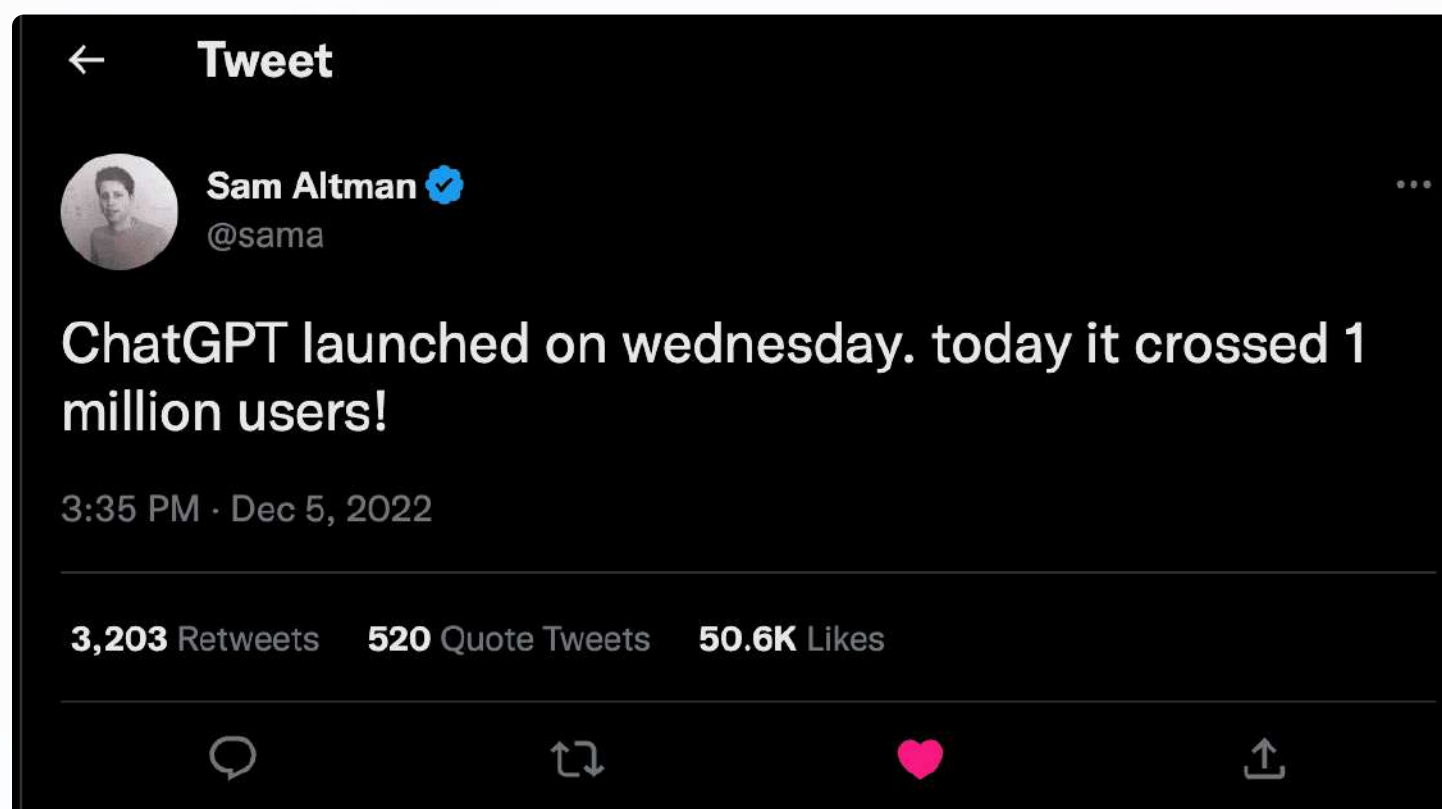 Tweet
Sam Altman
@sama
ChatGPT launched on wednesday. today it crossed 1
million users!
3:35 PM · Dec 5, 2022
3,203 Retweets 520 Quote Tweets 50.6K Likes